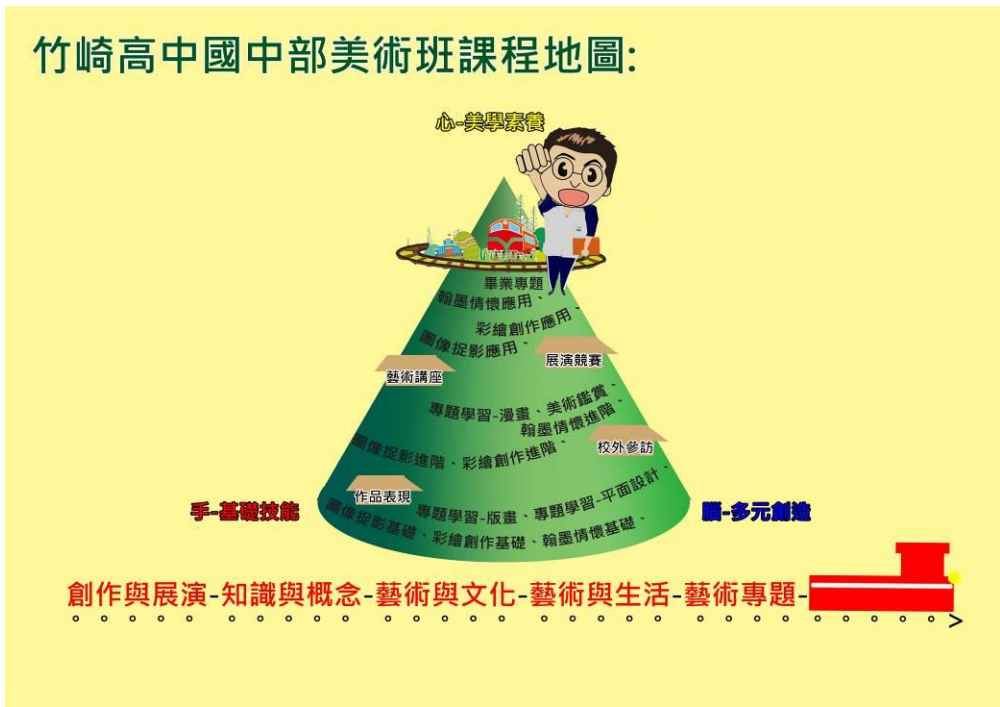 竹崎高中國中部美術班課程地圖:
心-美學素養
畢業專題
翰墨情懷應用、
彩繪創作應用、
圖像捉影應用、
展演競賽
藝術講座
專題學習-漫畫、美術鑑賞、
翰墨情懷進階、
圖像捉影進階、彩繪創作進階、
校外參訪
作品表現
專題學習-版畫、專題學習-平面設計、
圖像捉影基礎、彩繪創作基礎、翰墨情懷基礎、
手-基礎技能
腦-多元創造
創作與展演-知識與概念-藝術與文化-藝術與生活-藝術專題-